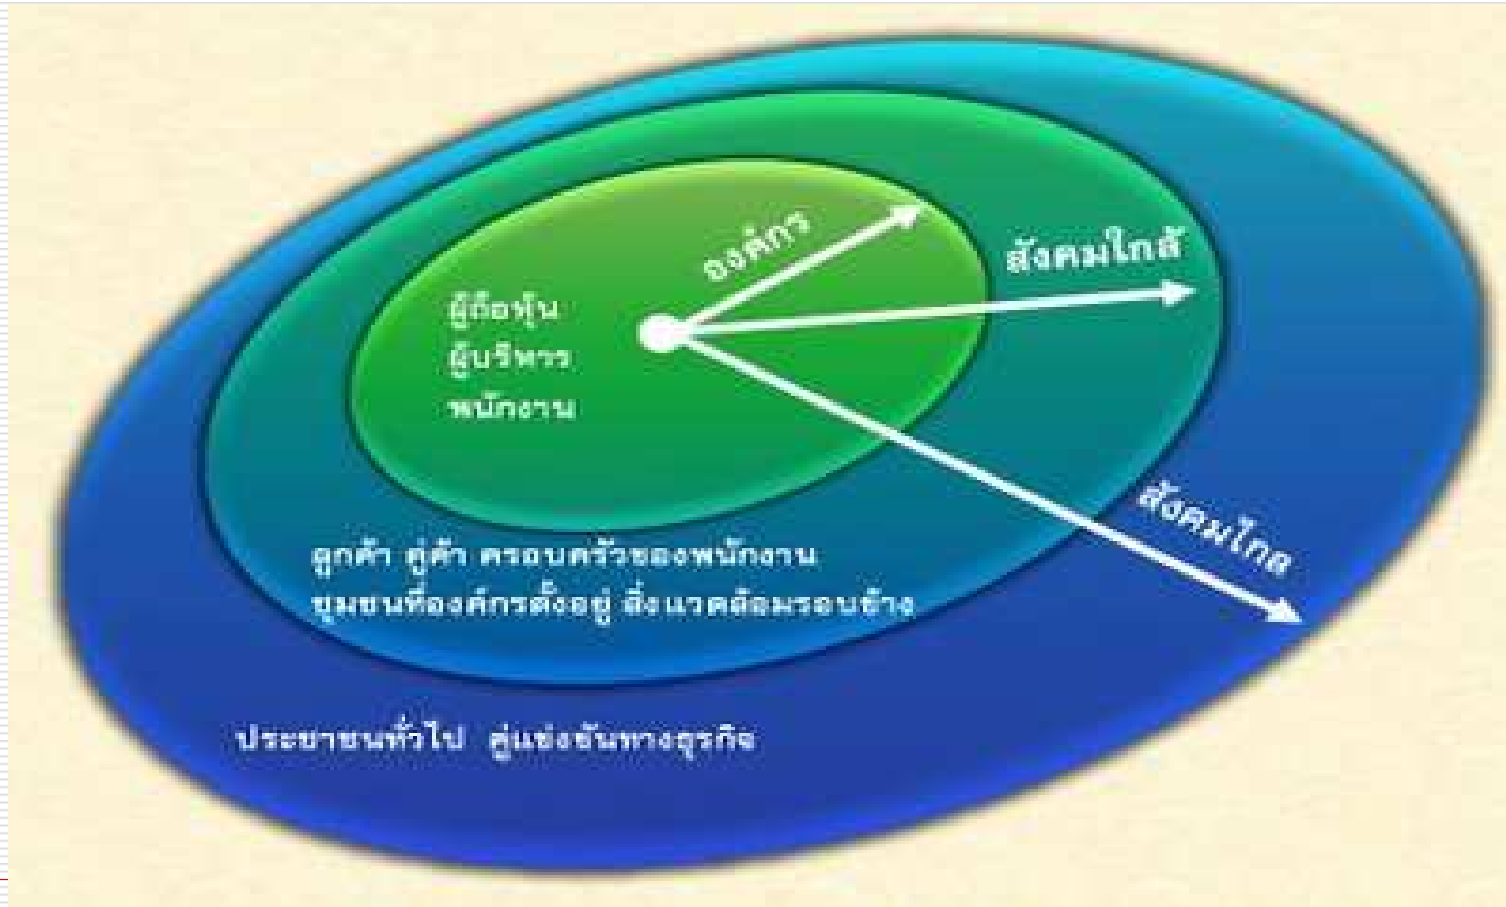 องค์กร
สังคมใกล้
ผู้ถือหุ้น
ผู้บริหาร
พนักงาน
สังคมไกล
ลูกค้า คู่ค้า ครอบครัวของพนักงาน
ชุมชนที่องค์กรตั้งอยู่ สิ่งแวดล้อมรอบข้าง
ประชาชนทั่วไป คู่แข่งขันทางธุรกิจ